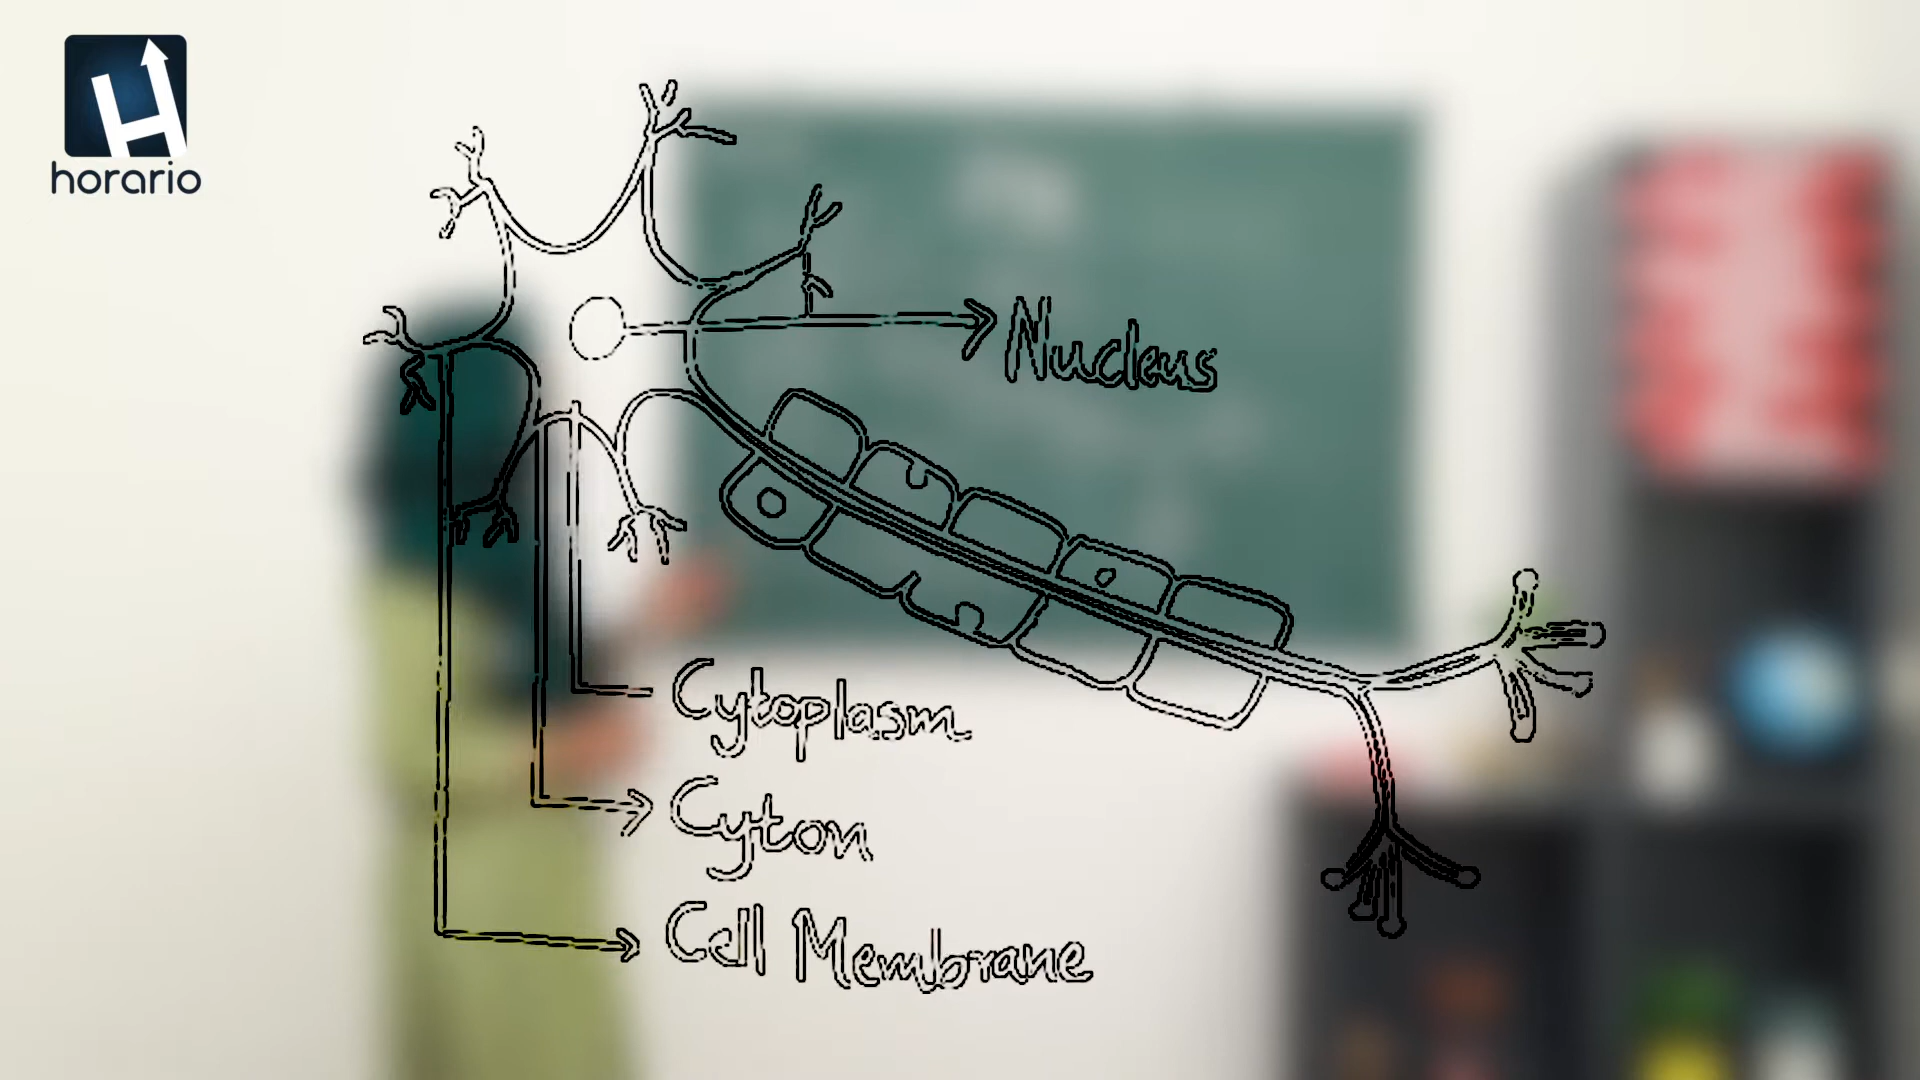 horario
Nucleus
Cytoplasm
Cyton
Cell Membrane